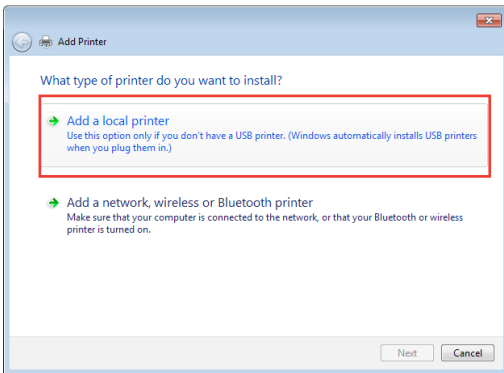 Add Printer
What type of printer do you want to install?
Add a local printer
Use this option only if you don't have a USB printer. (Windows automatically installs USB printers
when you plug them in.)
Add a network, wireless or Bluetooth printer
Make sure that your computer is connected to the network, or that your Bluetooth or wireless
printer is turned on.
Next
Cancel